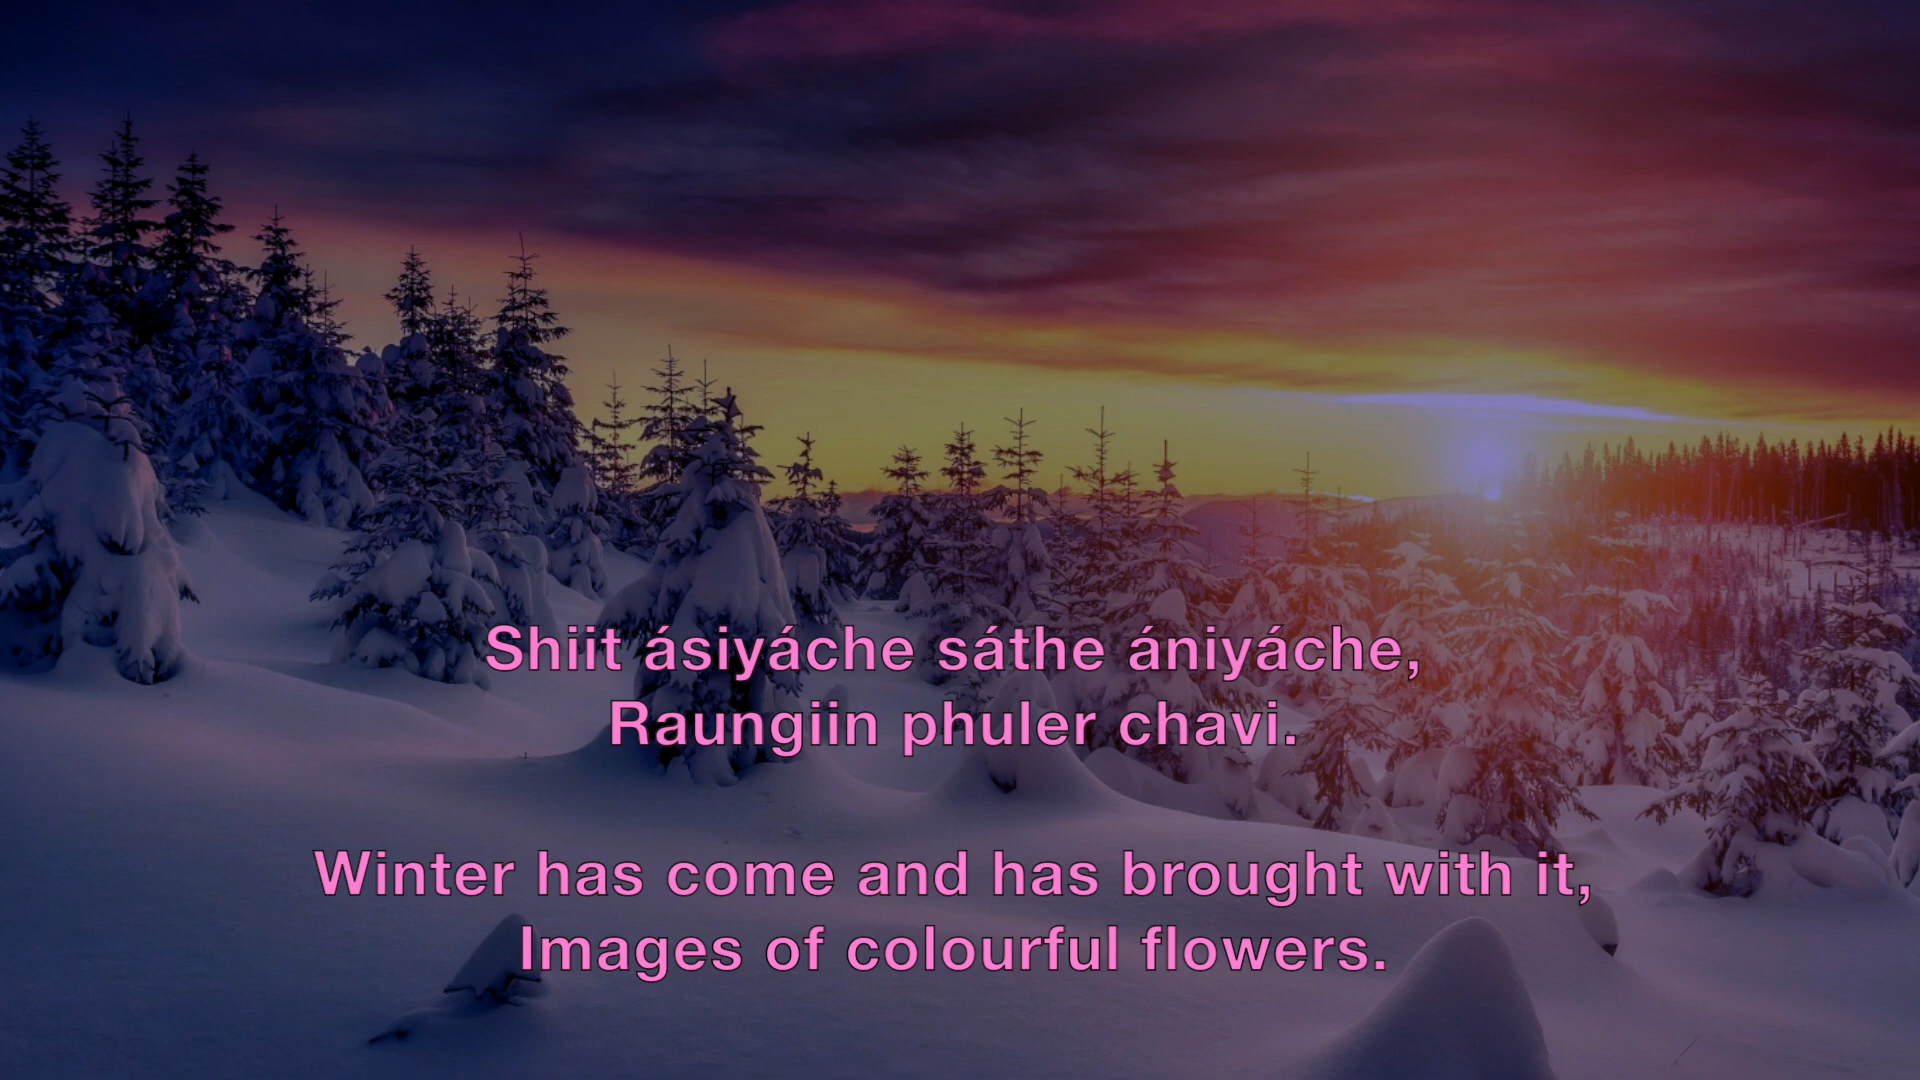 Shiit ásiyáche sáthe ániyáche,
Raungiin phuler chavi.
Winter has come and has brought with it,
Images of colourful flowers.